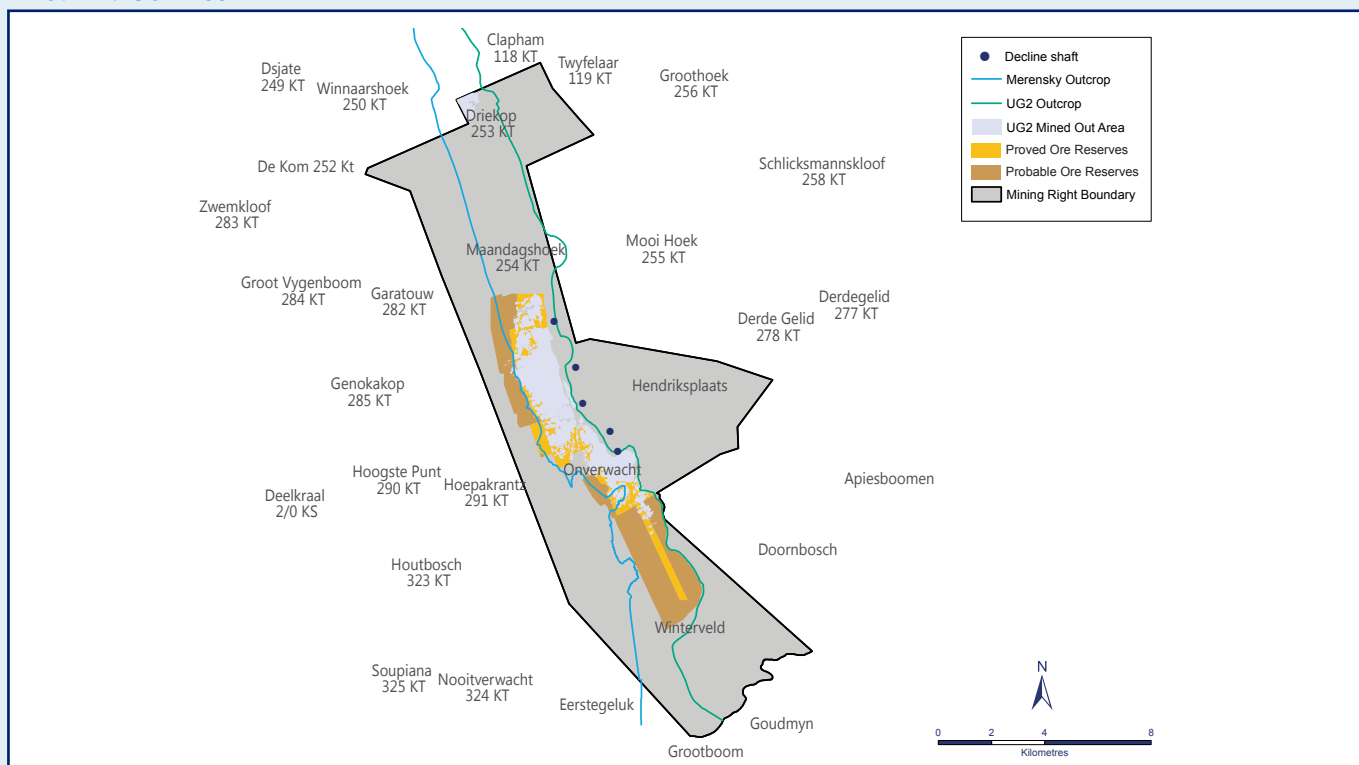 Clapham
118 KT
Twyfelaar
119 KT
Dsjate
249 KT
Winnaarshoek
250 KT
Groothoek
256 KT
Driekop
253 KT
De Kom 252 Kt
Schlicksmannskloof
258 KT
Zwemkloof
283 KT
Mooi Hoek
255 KT
Maandagshoek
254 KT
Groot Vygenboom
284 KT
Garatouw
282 KT
Derdegelid
277 KT
Derde Gelid
278 KT
Genokakop
285 KT
Hendriksplaats
Hoogste Punt
290 KT
Onverwacht
Hoepakrantz
291 KT
Apiesboomen
Deelkraal
2/0 KS
Doornbosch
Houtbosch
323 KT
Winterveld
Soupiana
325 KT
Nooitverwacht
324 KT
Eerstegeluk
Goudmyn
Grootboom
Decline shaft
Merensky Outcrop
UG2 Outcrop
UG2 Mined Out Area
Proved Ore Reserves
Probable Ore Reserves
Mining Right Boundary
N
0 2 4 8
Kilometres